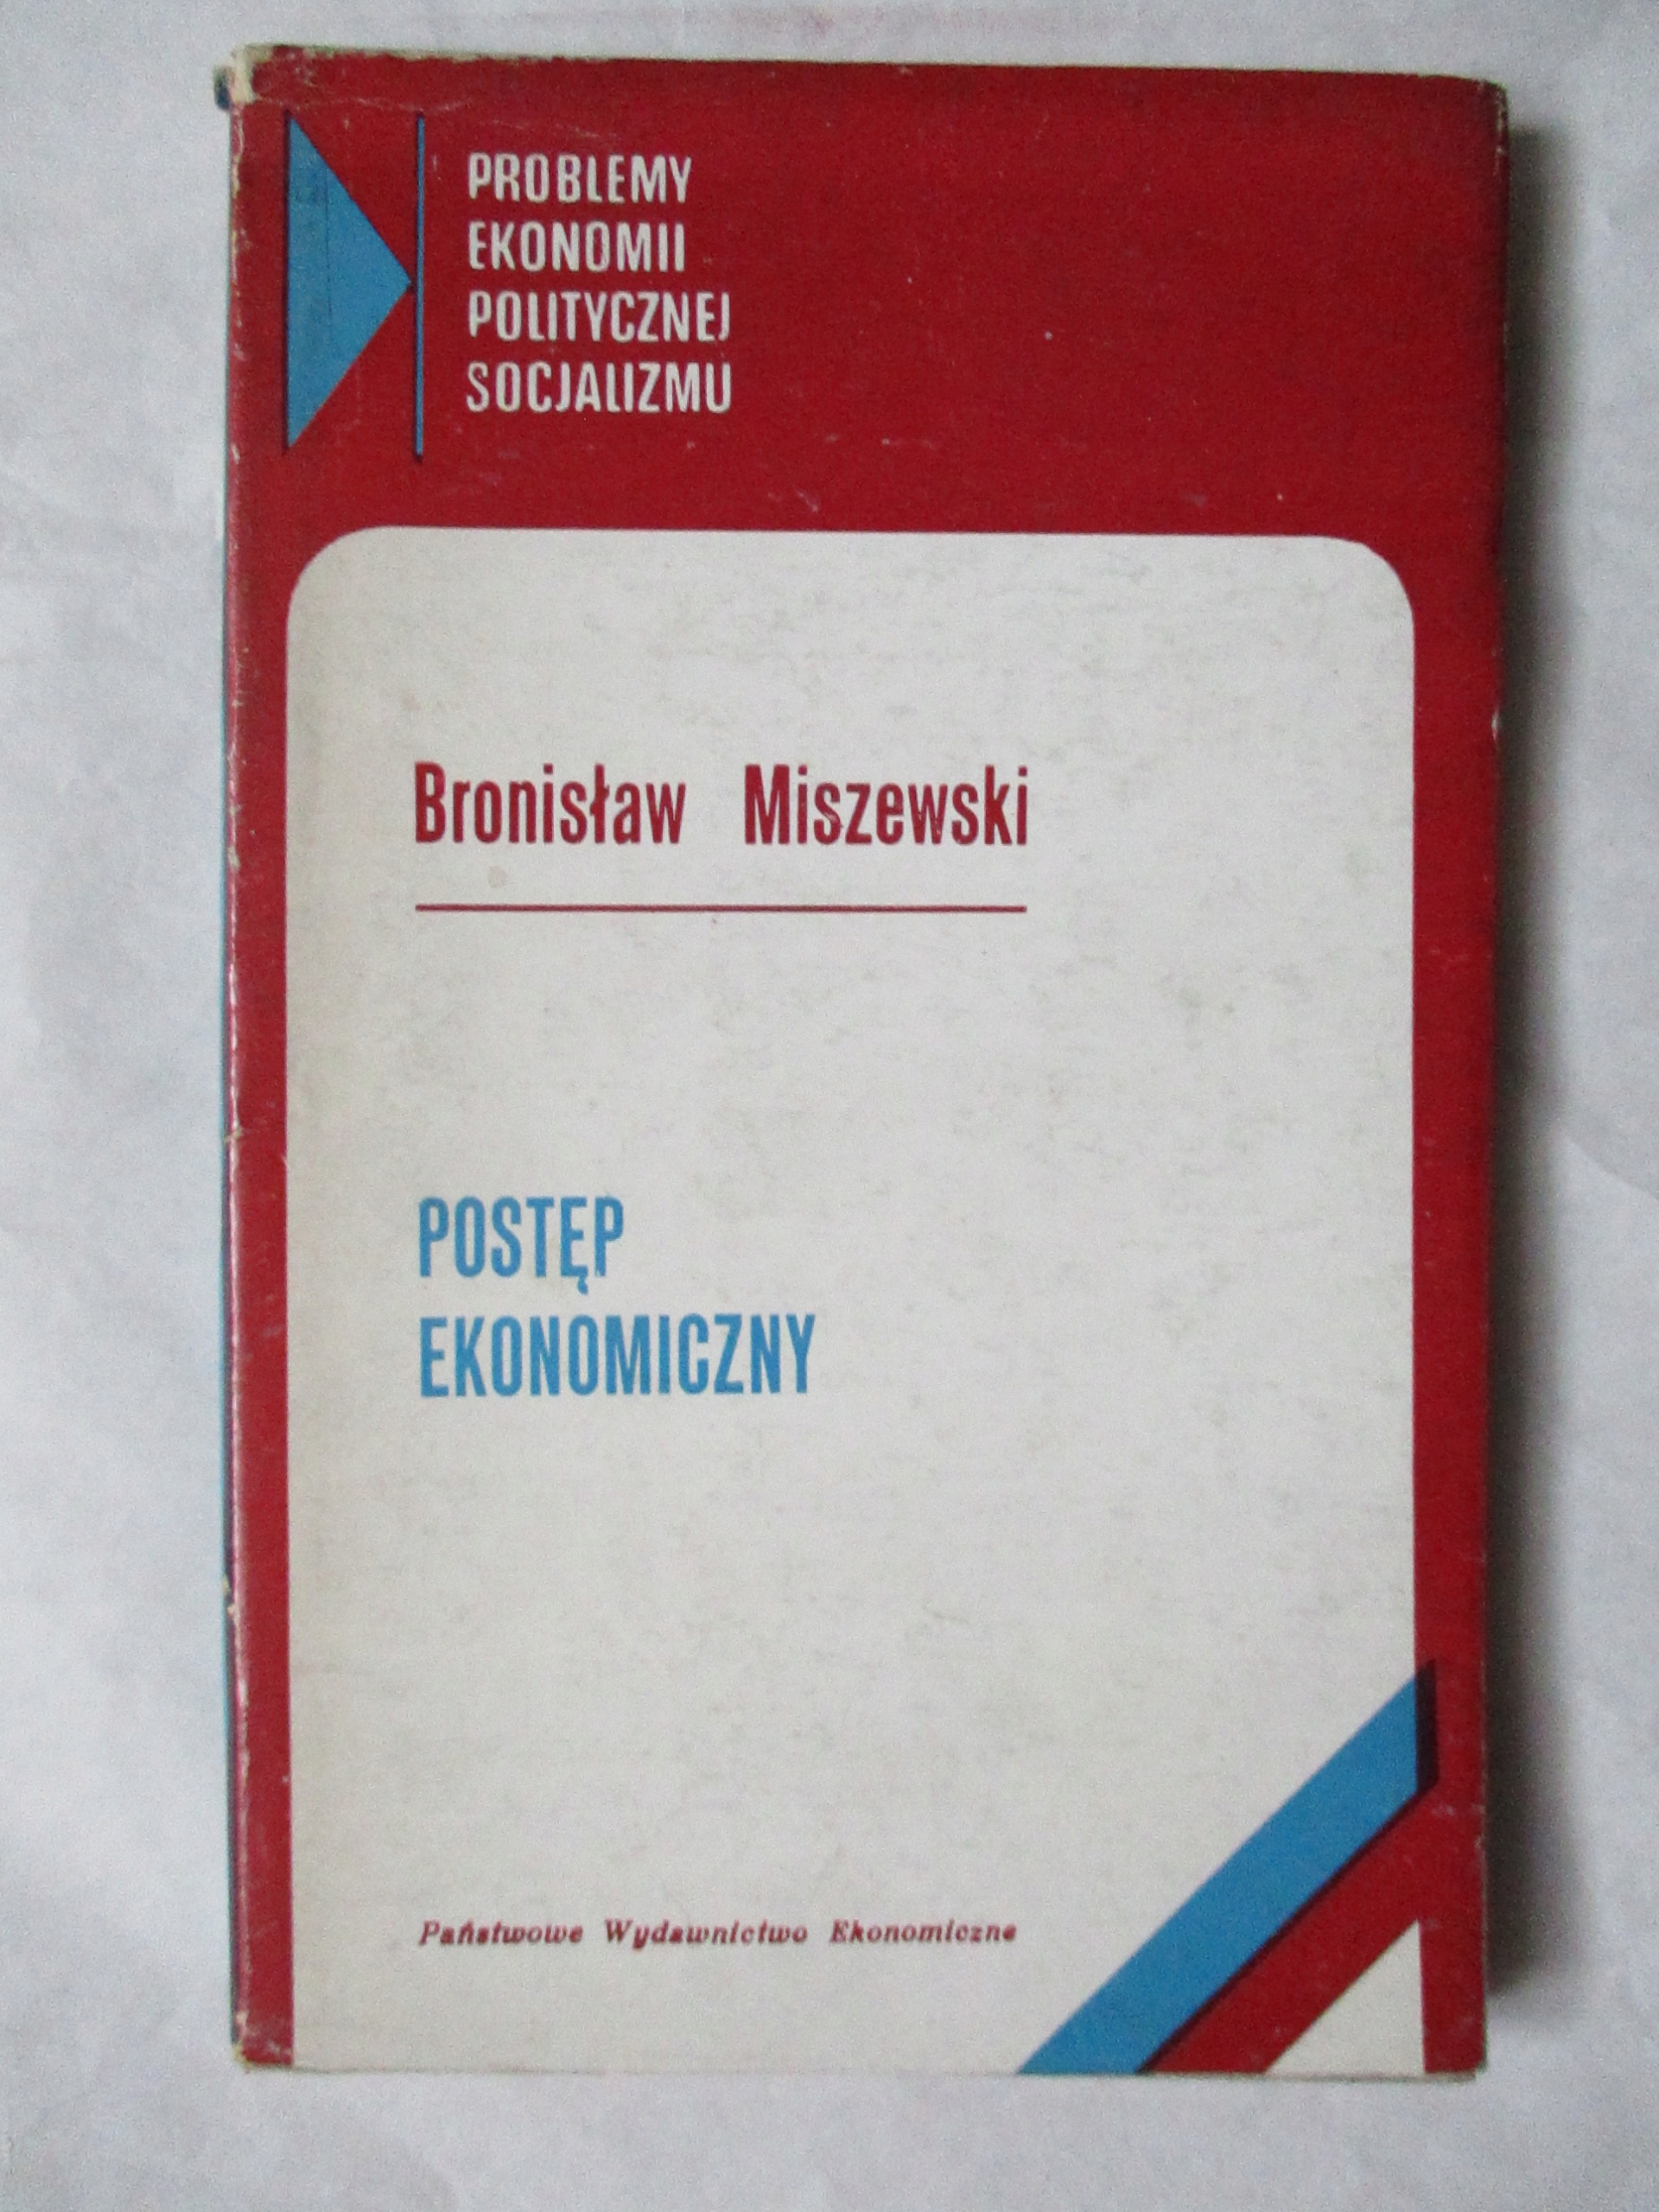 PROBLEMY
EKONOMII
POLITYCZNEJ
SOCJALIZMU
Bronisław Miszewski
POSTĘP
EKONOMICZNY
Państwowe Wydawnictwo Ekonomiczne